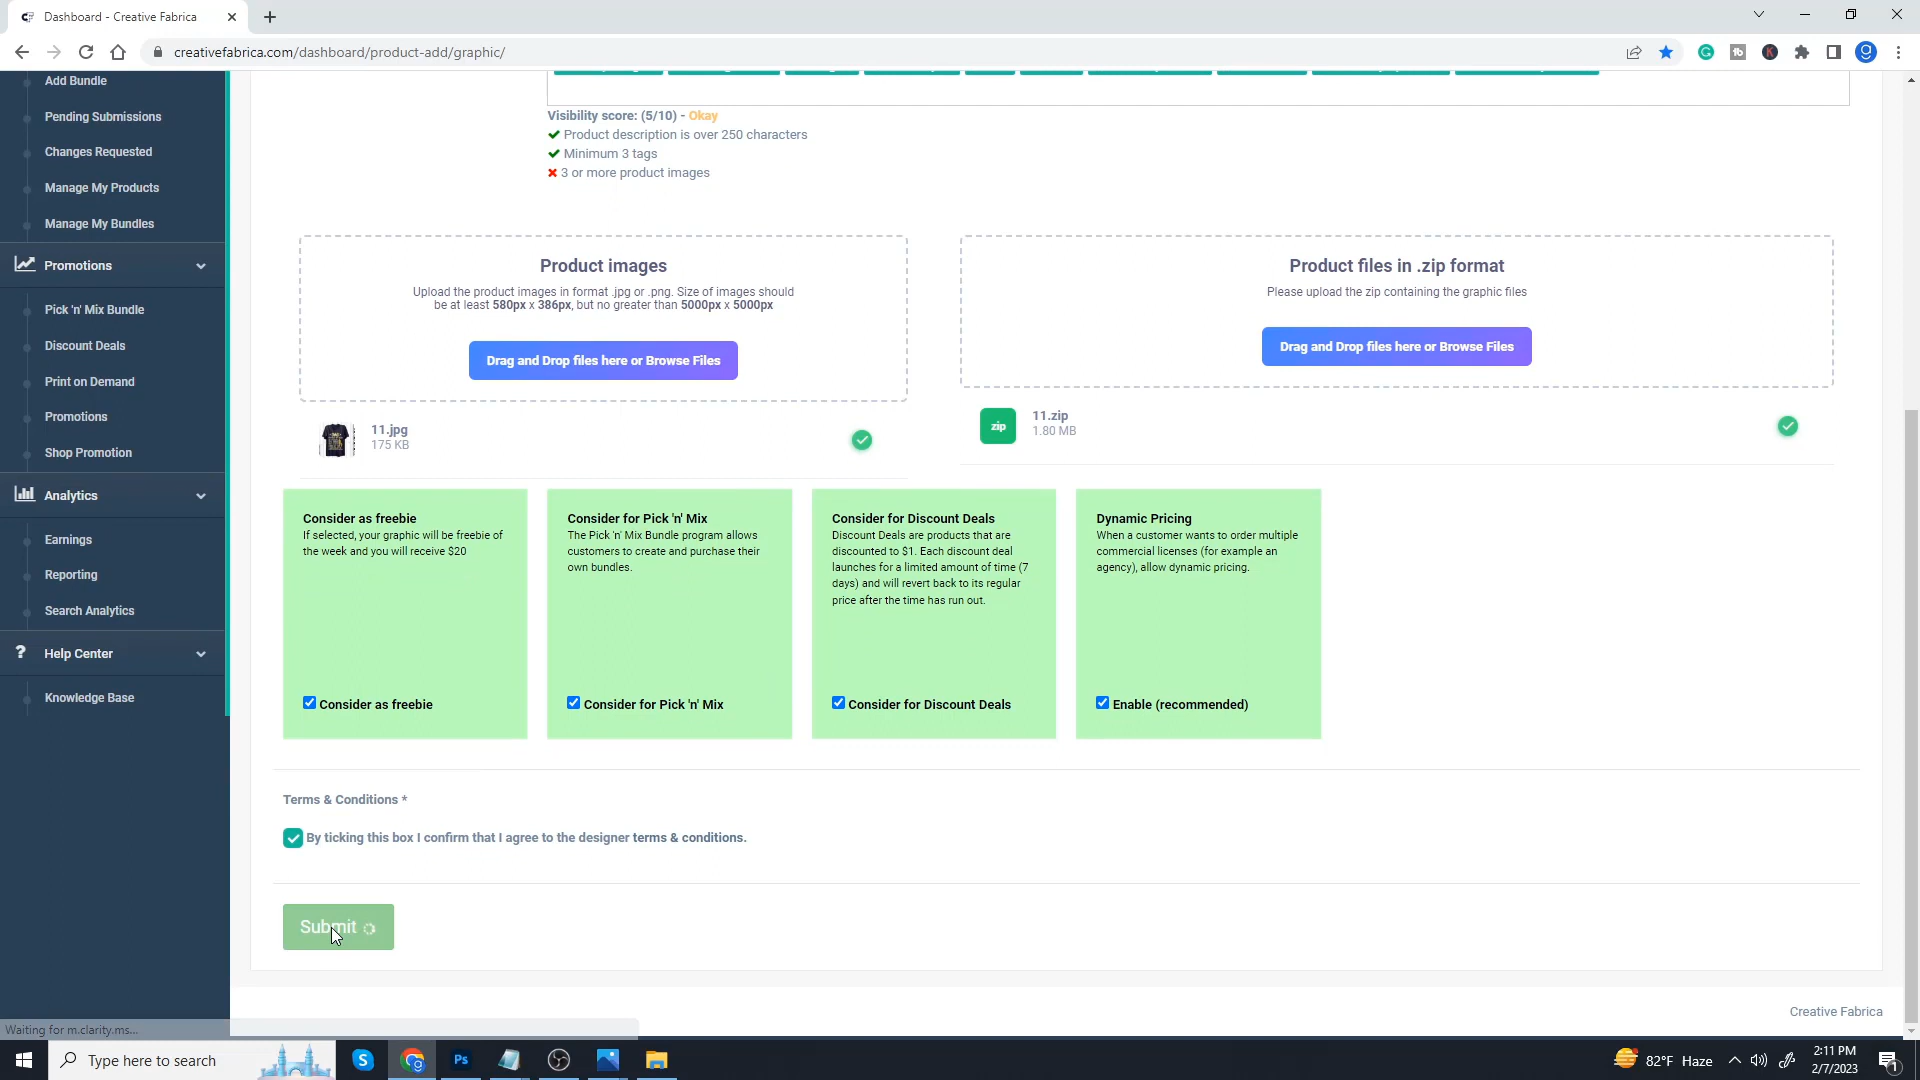 Dashboard - Creative Fabrica
creativefabrica.com/dashboard/product-add/graphic/
Add Bundle
Pending Submissions
Changes Requested
Manage My Products
Manage My Bundles
Promotions
Pick 'n' Mix Bundle
Discount Deals
Print on Demand
Promotions
Shop Promotion
Analytics
Earnings
Reporting
Search Analytics
Help Center
Knowledge Base
Visibility score: (5/10) - Okay
Product description is over 250 characters
Minimum 3 tags
3 or more product images
Product images
Upload the product images in format .jpg or .png. Size of images should
be at least 580px x 386px, but no greater than 5000px x 5000px
Drag and Drop files here or Browse Files
11.jpg
175 KB
Product files in .zip format
Please upload the zip containing the graphic files
Drag and Drop files here or Browse Files
zip
11.zip
1.80 MB
Consider as freebie
If selected, your graphic will be freebie of
the week and you will receive $20
Consider as freebie
Consider for Pick 'n' Mix
The Pick 'n' Mix Bundle program allows
customers to create and purchase their
own bundles.
Consider for Pick 'n' Mix
Consider for Discount Deals
Discount Deals are products that are
discounted to $1. Each discount deal
launches for a limited amount of time (7
days) and will revert back to its regular
price after the time has run out.
Consider for Discount Deals
Dynamic Pricing
When a customer wants to order multiple
commercial licenses (for example an
agency), allow dynamic pricing.
Enable (recommended)
Terms & Conditions *
By ticking this box I confirm that I agree to the designer terms & conditions.
Submit
Creative Fabrica
Waiting for m.clarity.ms...
Type here to search
Ps
82°F Haze
2:11 PM
2/7/2023
1